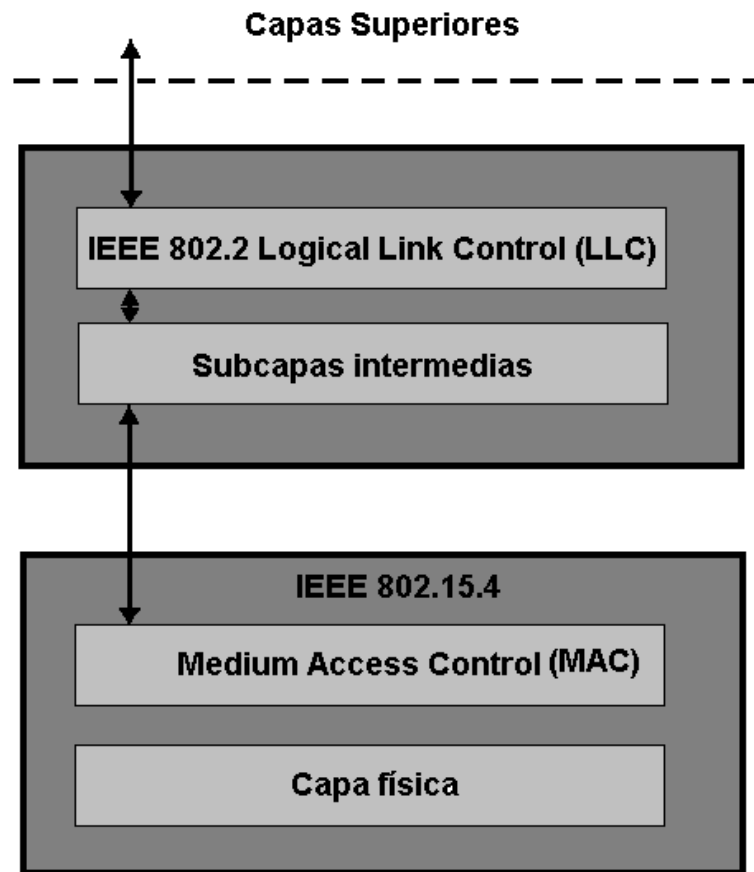 Capas Superiores
IEEE 802.2 Logical Link Control (LLC)
Subcapas intermedias
IEEE 802.15.4
Medium Access Control (MAC)
Capa física